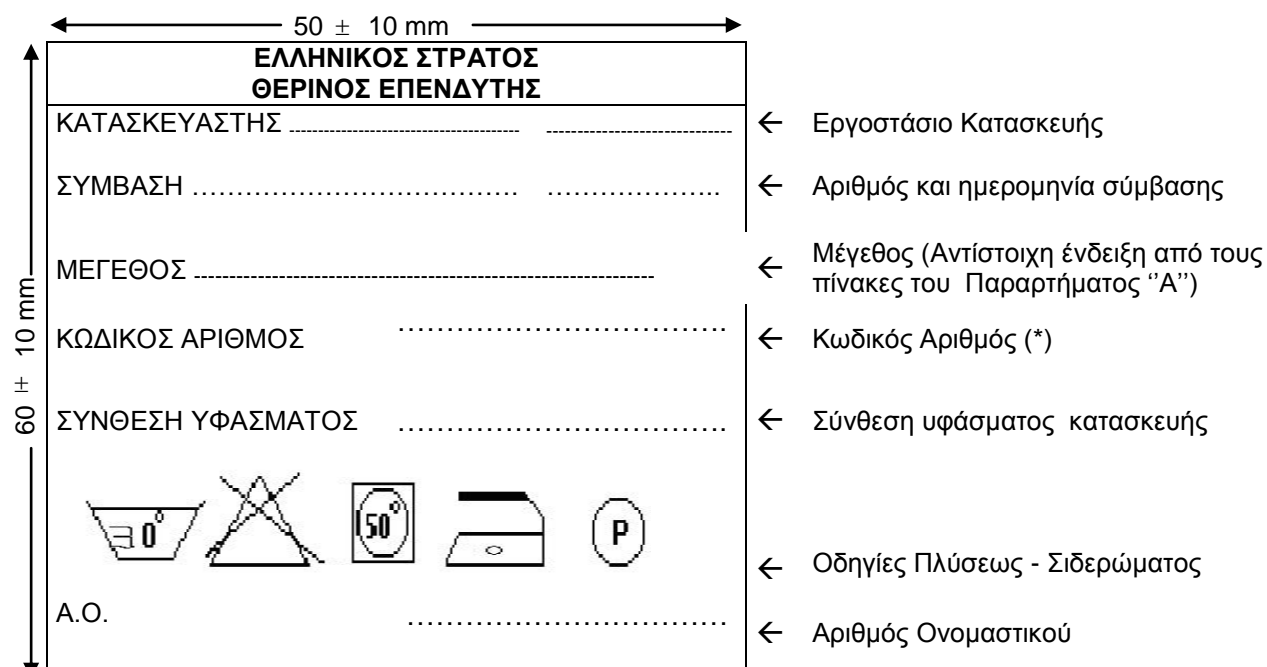 50 ± 10 mm
ΕΛΛΗΝΙΚΟΣ ΣΤΡΑΤΟΣ
ΘΕΡΙΝΟΣ ΕΠΕΝΔΥΤΗΣ
ΚΑΤΑΣΚΕΥΑΣΤΗΣ ← Εργοστάσιο Κατασκευής
ΣΥΜΒΑΣΗ ........................................ ...................... ← Αριθμός και ημερομηνία σύμβασης
ΜΕΓΕΘΟΣ ← Μέγεθος (Αντίστοιχη ένδειξη από τους
πίνακες του Παραρτήματος ‘’Α’’)
ΚΩΔΙΚΟΣ ΑΡΙΘΜΟΣ ........................................ ← Κωδικός Αριθμός (*)
ΣΥΝΘΕΣΗ ΥΦΑΣΜΑΤΟΣ ........................................ ← Σύνθεση υφάσματος κατασκευής
50° P
← Οδηγίες Πλύσεως - Σιδερώματος
Α.Ο. ........................................ ← Αριθμός Ονομαστικού
60 ± 10 mm